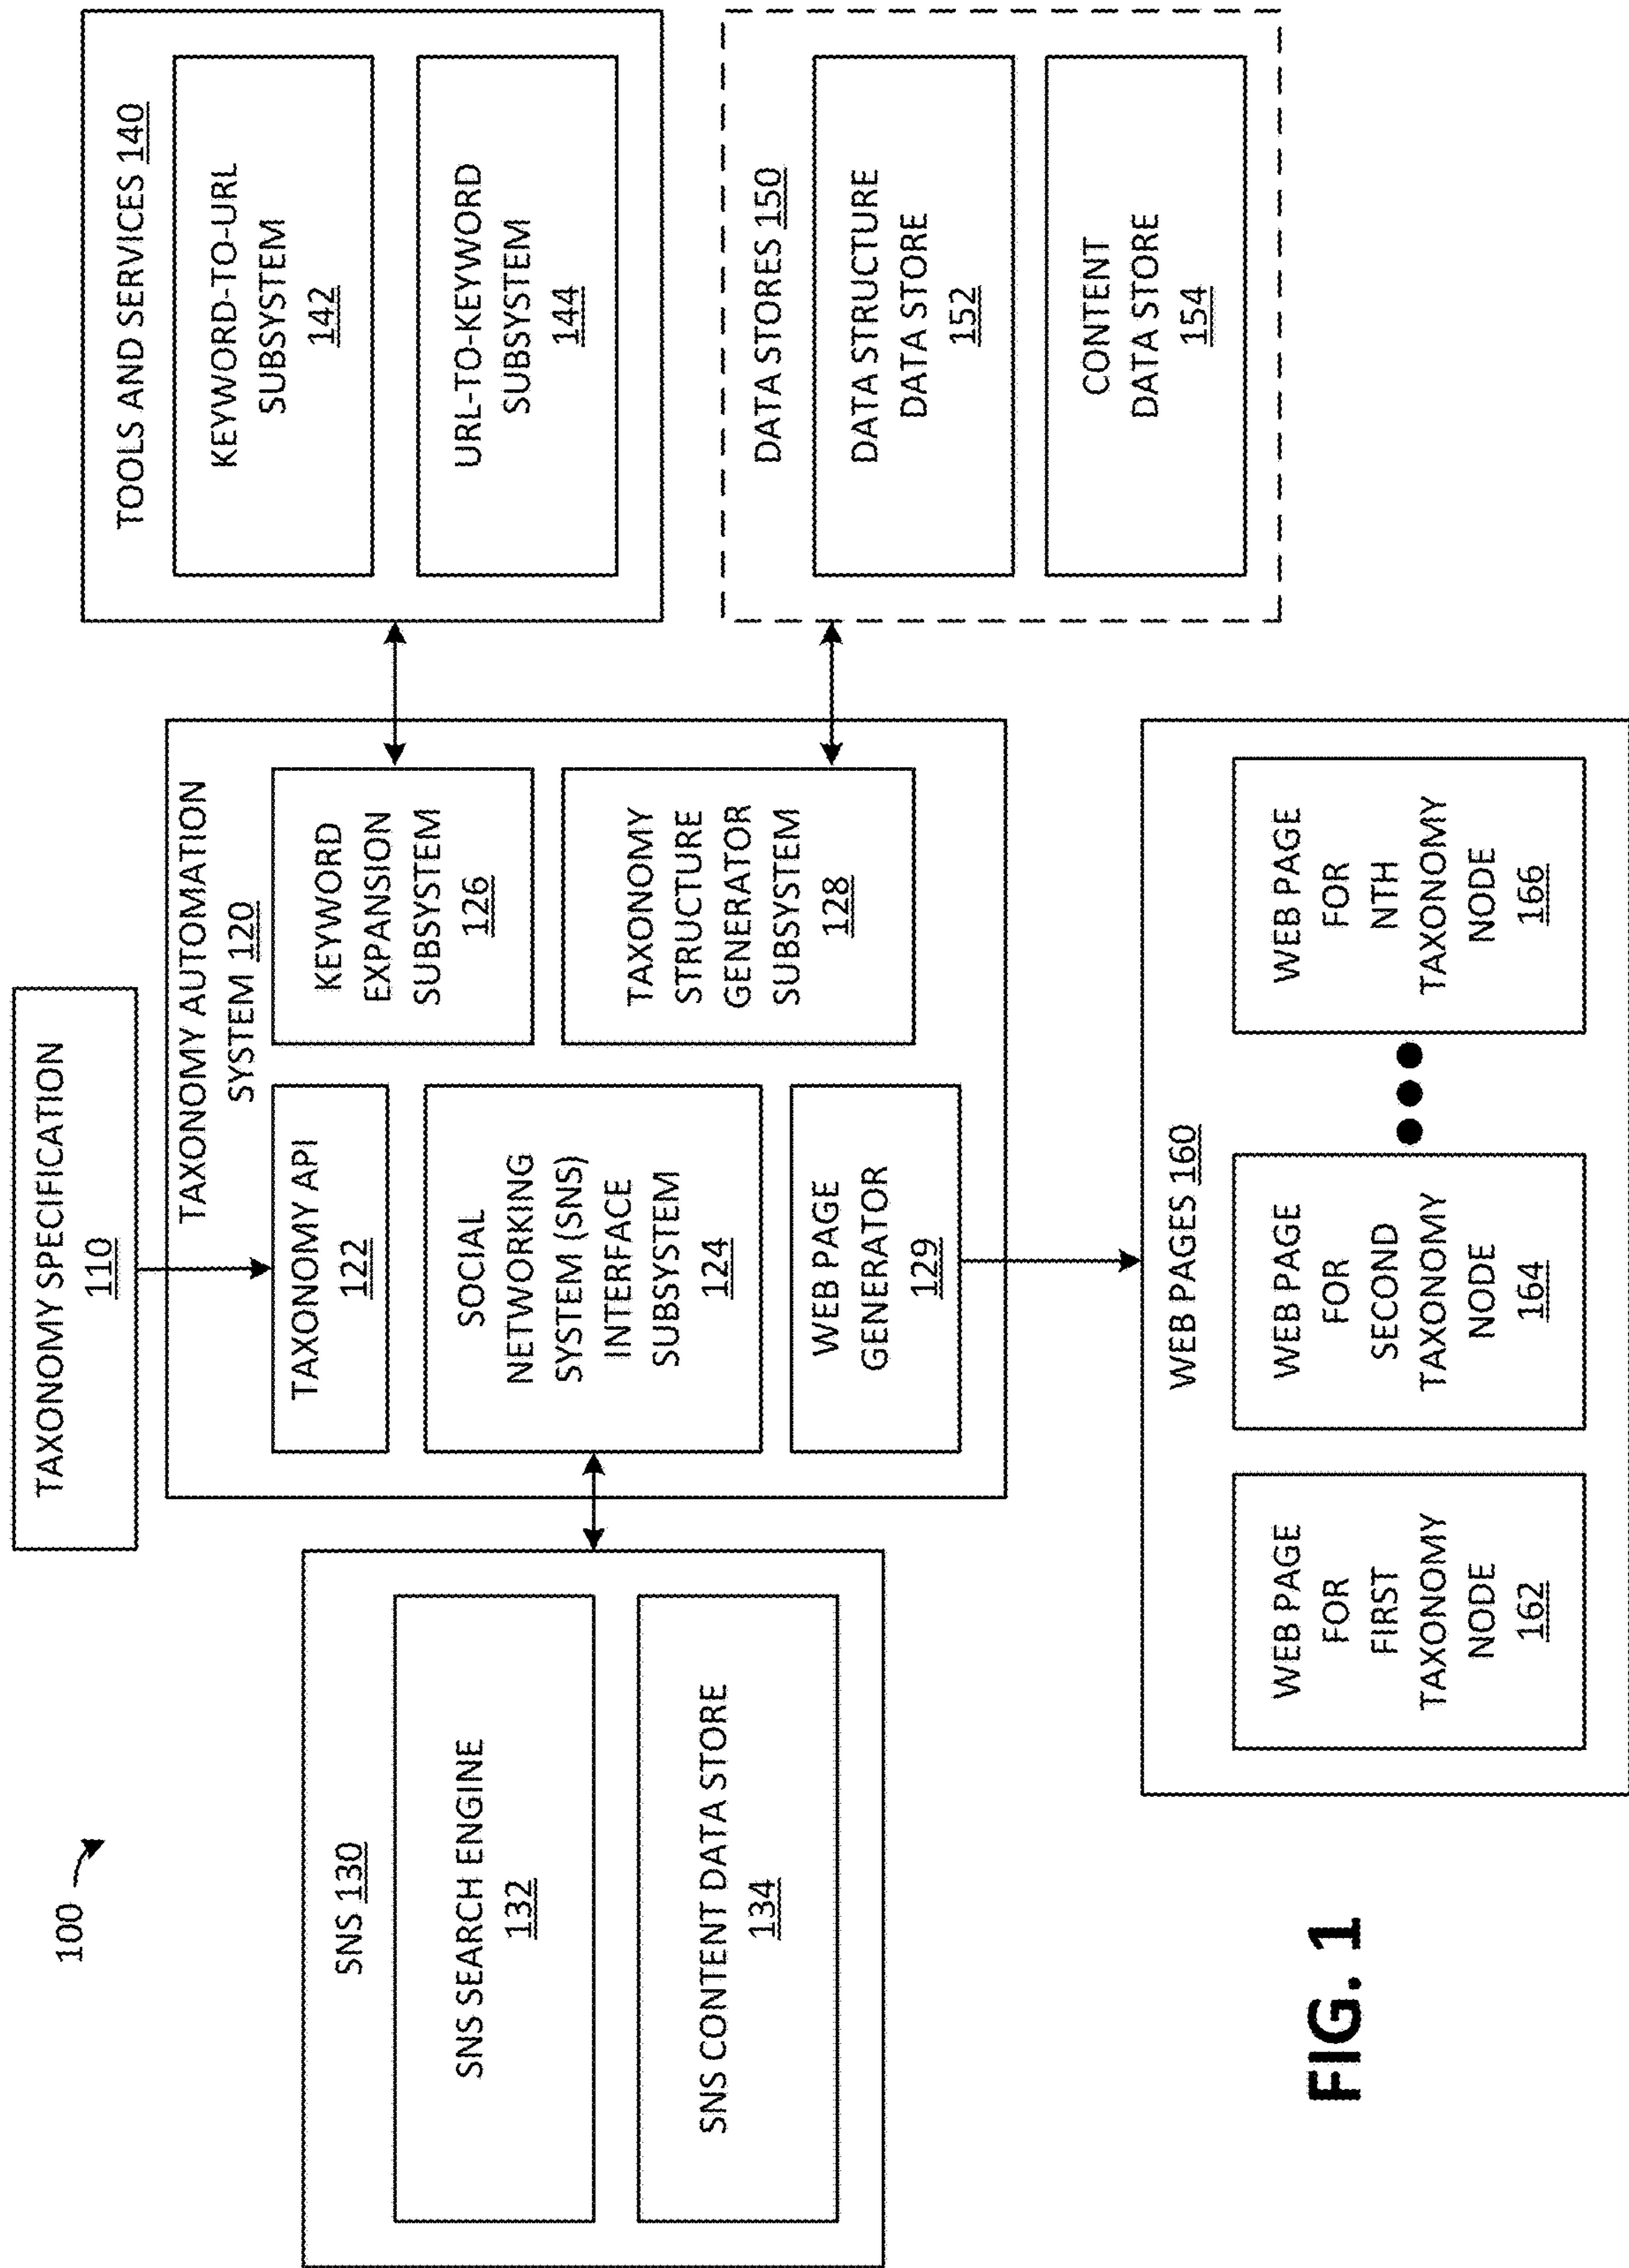 100
TAXONOMY SPECIFICATION
110
TAXONOMY AUTOMATION
SYSTEM 120
TAXONOMY API
122
SOCIAL
NETWORKING
SYSTEM (SNS)
INTERFACE
SUBSYSTEM
124
WEB PAGE
GENERATOR
129
KEYWORD
EXPANSION
SUBSYSTEM
126
TAXONOMY
STRUCTURE
GENERATOR
SUBSYSTEM
128
SNS 130
SNS SEARCH ENGINE
132
SNS CONTENT DATA STORE
134
TOOLS AND SERVICES 140
KEYWORD-TO-URL
SUBSYSTEM
142
URL-TO-KEYWORD
SUBSYSTEM
144
DATA STORES 150
DATA STRUCTURE
DATA STORE
152
CONTENT
DATA STORE
154
WEB PAGES 160
WEB PAGE
FOR
FIRST
TAXONOMY
NODE
162
WEB PAGE
FOR
SECOND
TAXONOMY
NODE
164
WEB PAGE
FOR
NTH
TAXONOMY
NODE
166
FIG. 1